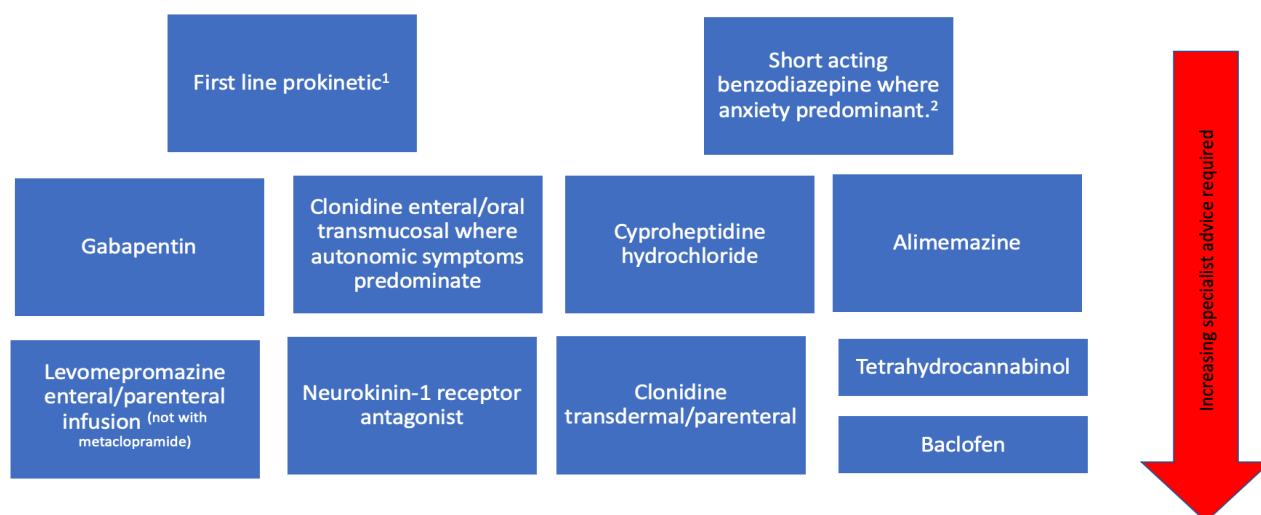 First line prokinetic¹
Short acting
benzodiazepine where
anxiety predominant.²
Gabapentin
Clonidine enteral/oral
transmucosal where
autonomic symptoms
predominate
Cyproheptidine
hydrochloride
Alimemazine
Levomepromazine
enteral/parenteral
infusion (not with
metaclopramide)
Neurokinin-1 receptor
antagonist
Clonidine
transdermal/parenteral
Tetrahydrocannabinol
Baclofen
Increasing specialist advice required